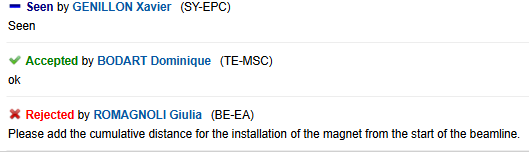 Seen by GENILLON Xavier (SY-EPC)
Seen
Accepted by BODART Dominique (TE-MSC)
ok
Rejected by ROMAGNOLI Giulia (BE-EA)
Please add the cumulative distance for the installation of the magnet from the start of the beamline.